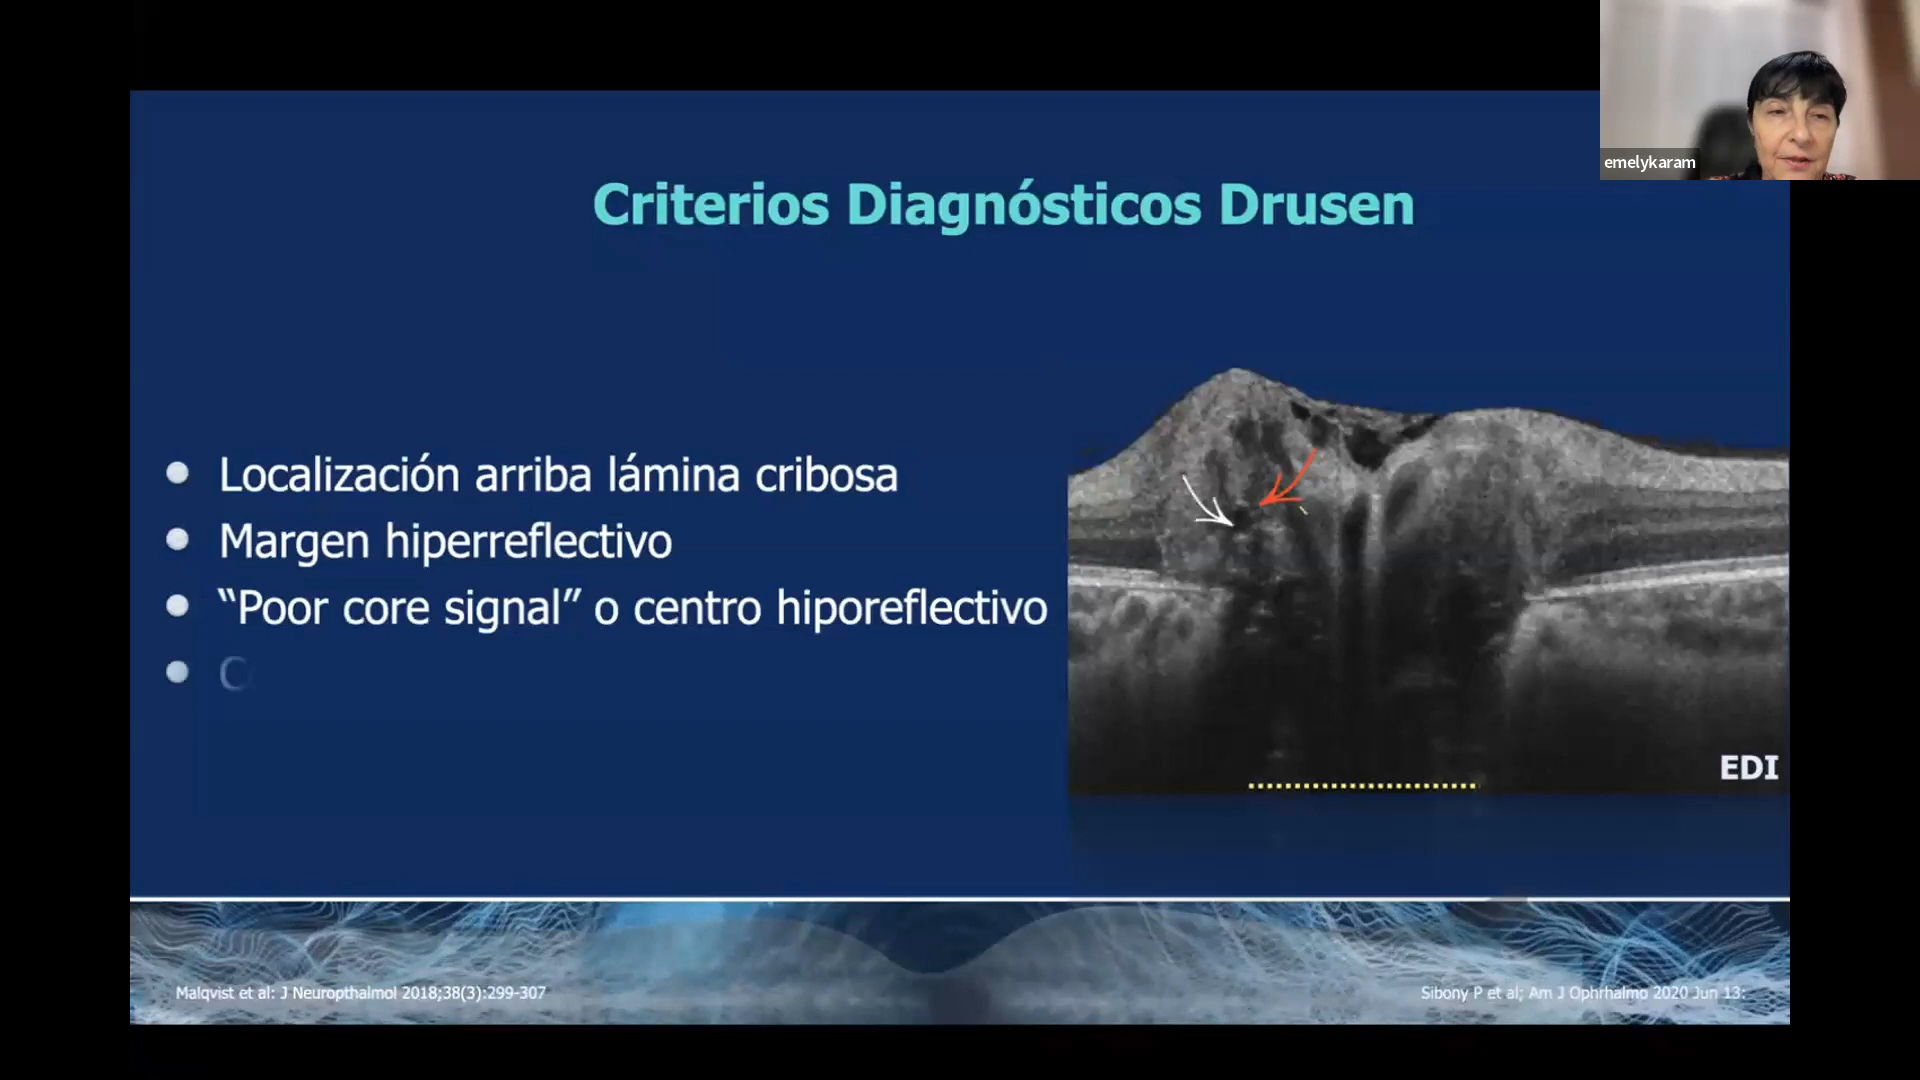 emelykaram
Criterios Diagnósticos Drusen
Localización arriba lámina cribosa
Margen hiperreflectivo
“Poor core signal” o centro hiporeflectivo
C
EDI
Malqvist et al: J Neuropthalmol 2018;38(3):299-307
Sibony P et al; Am J Ophrhalmo 2020 Jun 13: